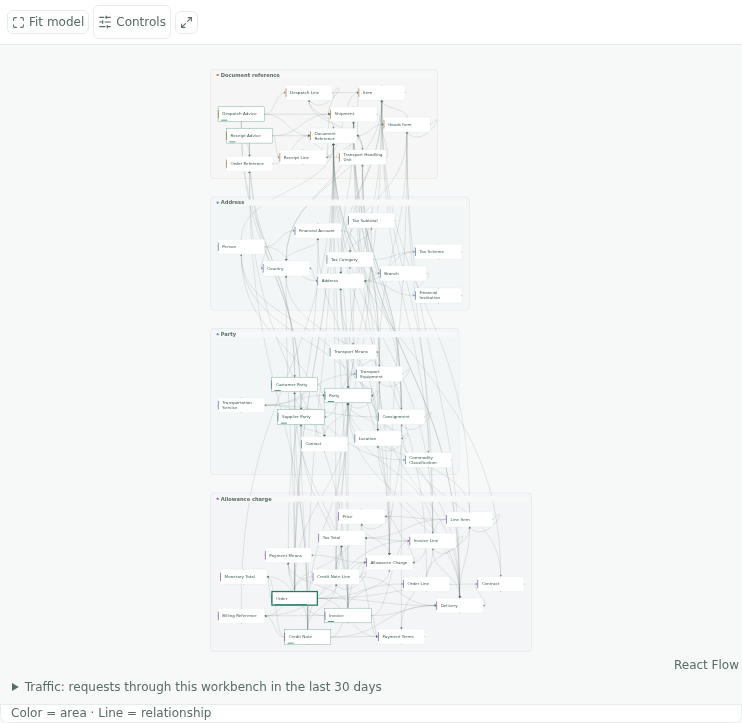 Fit model
Controls
Document reference
Despatch Line
Item
Despatch Advice
Shipment
Goods Item
Receipt Advice
Document
Reference
Receipt Line
Transport Handling
Unit
Order Reference
Address
Tax Subtotal
Financial Account
Person
Tax Scheme
Tax Category
Country
Branch
Address
Financial
Institution
Party
Transport Means
Transport
Equipment
Customer Party
Party
Transportation
Service
Supplier Party
Consignment
Location
Contact
Commodity
Classification
Allowance charge
Price
Line Item
Tax Total
Invoice Line
Payment Means
Allowance Charge
Monetary Total
Credit Note Line
Order Line
Contract
Order
Delivery
Billing Reference
Invoice
Credit Note
Payment Terms
React Flow
Traffic: requests through this workbench in the last 30 days
Color = area · Line = relationship